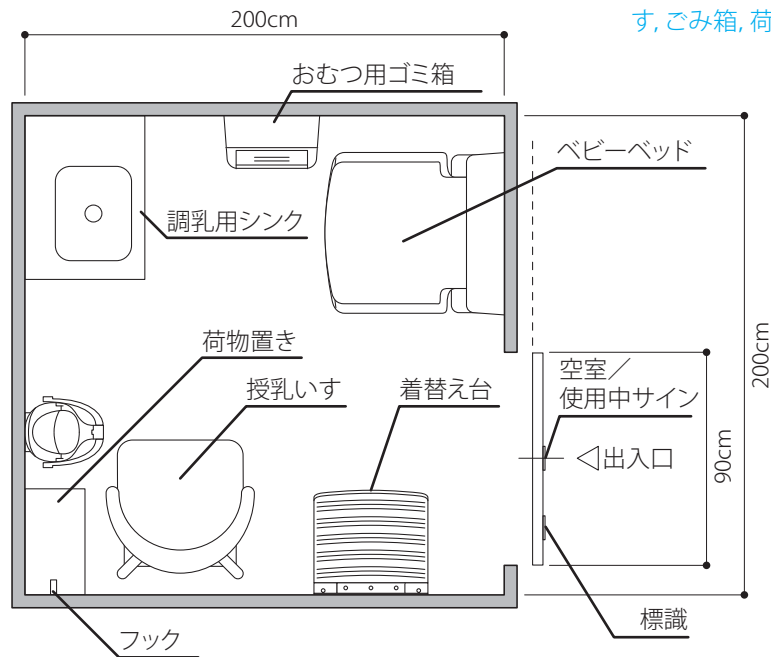 200cm
す, ごみ箱, 荷
おむつ用ゴミ箱
ベビーベッド
調乳用シンク
荷物置き
授乳いす
着替え台
空室／
使用中サイン
出入口
90cm
200cm
標識
フック